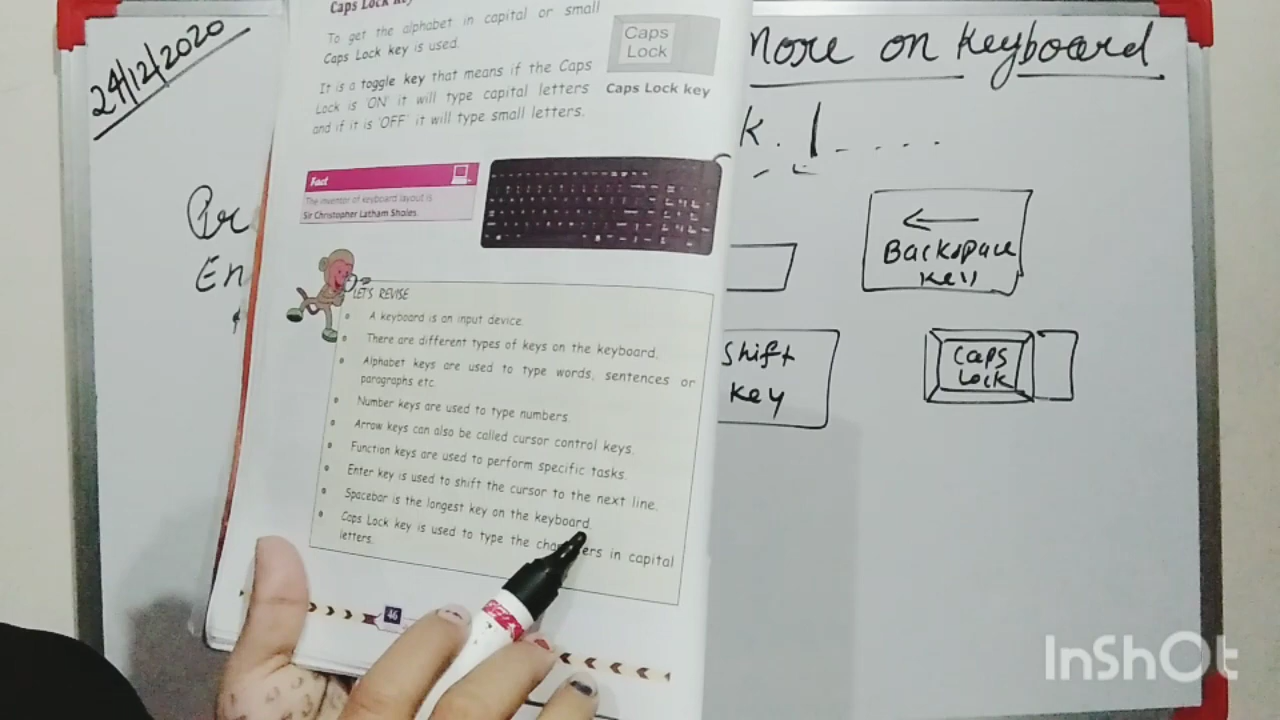 24/12/2020
More on Keyboard
Caps Lock
To get the alphabet in capital or small
Caps Lock key is used.
It is a toggle key that means if the Caps
Lock is 'ON' it will type capital letters
and if it is 'OFF' it will type small letters.
Caps
Lock
Caps Lock key
Fact
The inventor of keyboard layout is
Sir Christopher Latham Sholes.
LET'S REVISE
A keyboard is an input device.
There are different types of keys on the keyboard.
Alphabet keys are used to type words, sentences or
paragraphs etc.
Number keys are used to type numbers.
Arrow keys can also be called cursor control keys.
Function keys are used to perform specific tasks.
Enter key is used to shift the cursor to the next line.
Spacebar is the longest key on the keyboard.
Caps Lock key is used to type the in capital
letters.
46
K.
En
← Backspace
Key
Shift
Key
Caps
Lock
InShOt